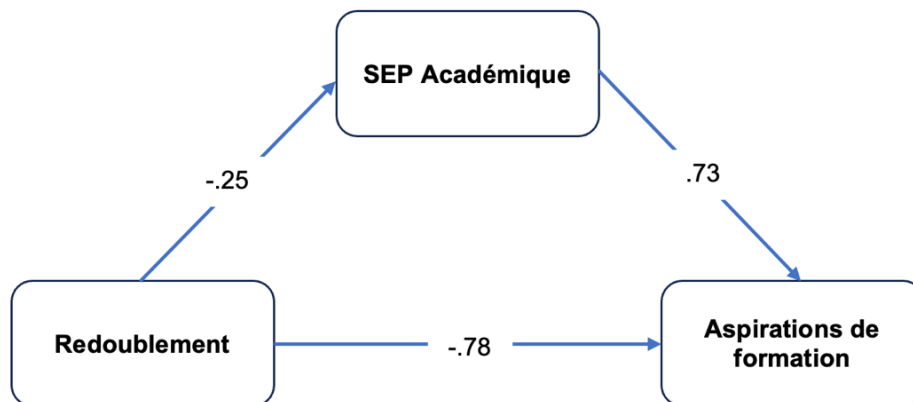 SEP Académique
-.25
.73
Redoublement
-.78
Aspirations de
formation